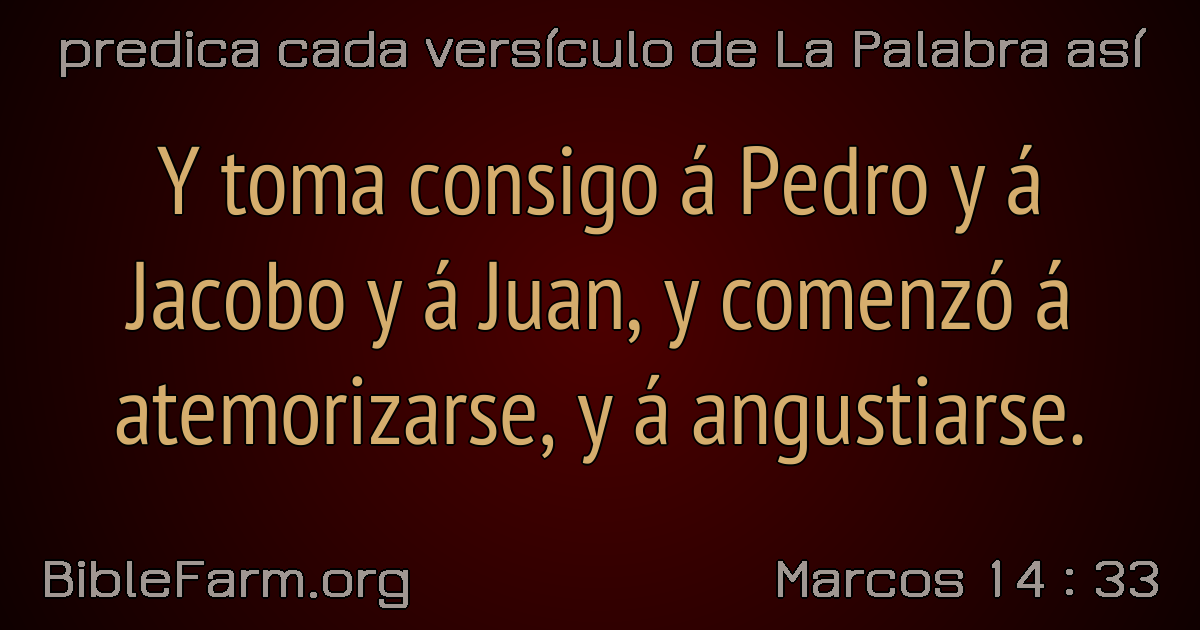 predica cada versículo de La Palabra así
Y toma consigo á Pedro y á
Jacobo y á Juan, y comenzó á
atemorizarse, y á angustiarse.
BibleFarm.org
Marcos 14 : 33